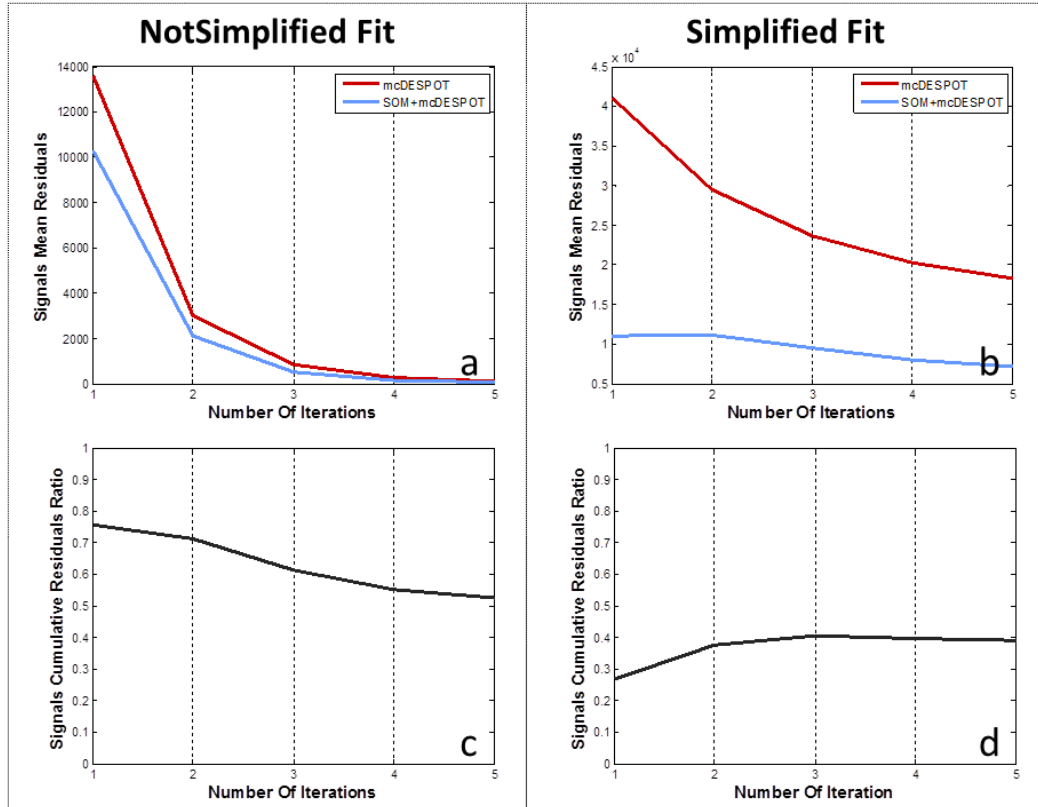 NotSimplified Fit
Simplified Fit
14000
12000
10000
8000
6000
4000
2000
0
Signals Mean Residuals
mcDESPOT
SOM+mcDESPOT
a
1 2 3 4 5
Number Of Iterations
x 10^4
4.5
4
3.5
3
2.5
2
1.5
1
0.5
Signals Mean Residuals
mcDESPOT
SOM+mcDESPOT
b
1 2 3 4 5
Number Of Iterations
1
0.9
0.8
0.7
0.6
0.5
0.4
0.3
0.2
0.1
0
Signals Cumulative Residuals Ratio
c
1 2 3 4 5
Number Of Iterations
1
0.9
0.8
0.7
0.6
0.5
0.4
0.3
0.2
0.1
0
Signals Cumulative Residuals Ratio
d
1 2 3 4 5
Number Of Iteration